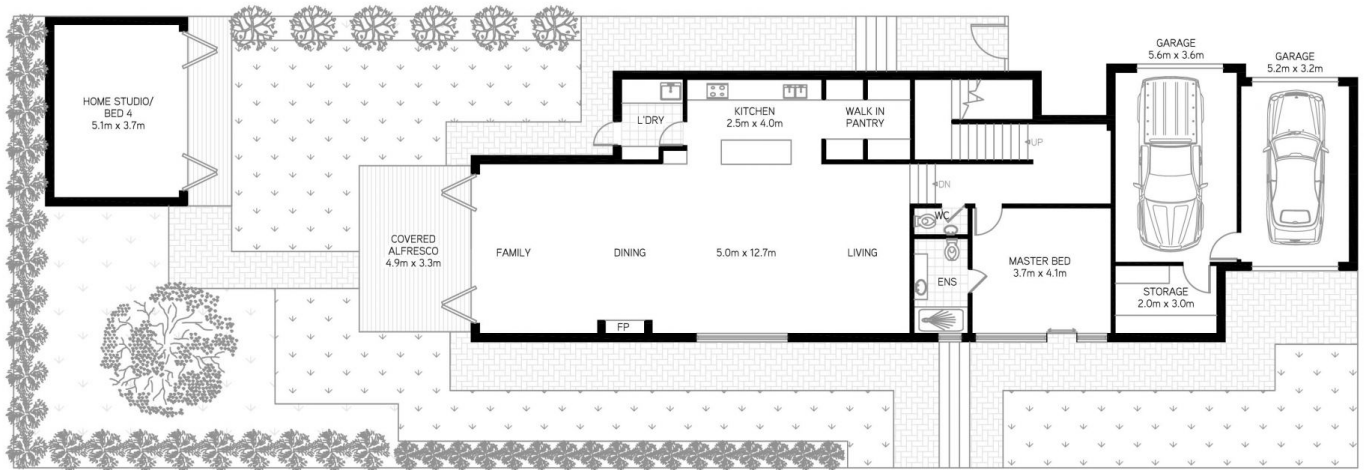 HOME STUDIO/
BED 4
5.1m x 3.7m
COVERED
ALFRESCO
4.9m x 3.3m
FAMILY
DINING
5.0m x 12.7m
LIVING
FP
L'DRY
KITCHEN
2.5m x 4.0m
WALK IN
PANTRY
UP
DN
WC
ENS
MASTER BED
3.7m x 4.1m
GARAGE
5.6m x 3.6m
GARAGE
5.2m x 3.2m
STORAGE
2.0m x 3.0m